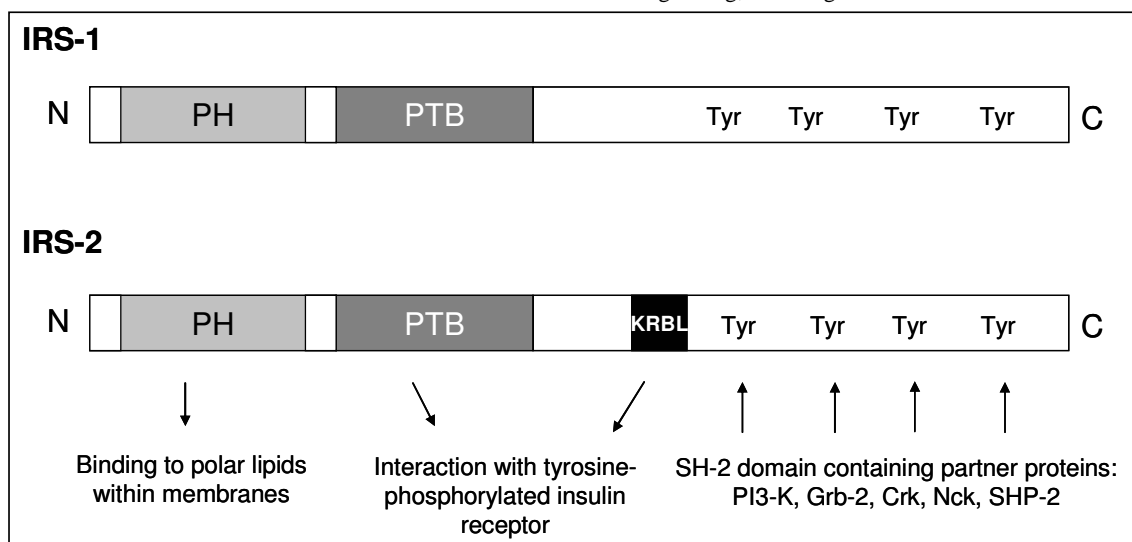 IRS-1
N PH PTB Tyr Tyr Tyr Tyr C
IRS-2
N PH PTB KRBL Tyr Tyr Tyr Tyr C
Binding to polar lipids
within membranes
Interaction with tyrosine-
phosphorylated insulin
receptor
SH-2 domain containing partner proteins:
PI3-K, Grb-2, Crk, Nck, SHP-2